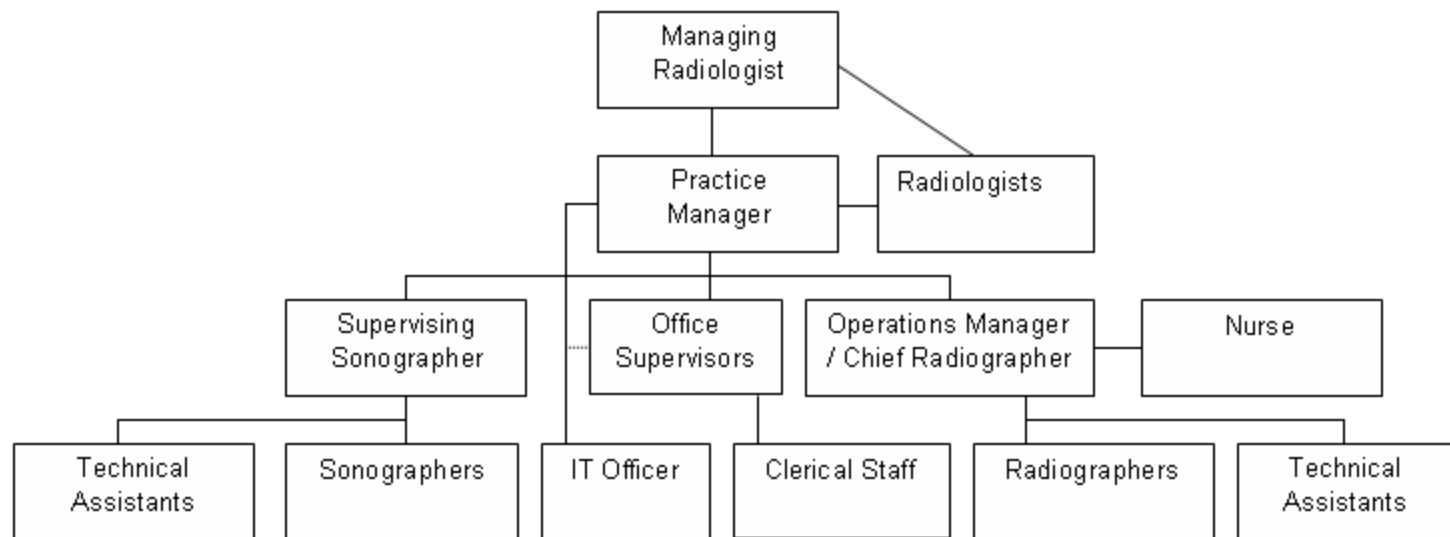 Managing
Radiologist
Practice
Manager
Radiologists
Supervising
Sonographer
Office
Supervisors
Operations Manager
/ Chief Radiographer
Nurse
Technical
Assistants
Sonographers
IT Officer
Clerical Staff
Radiographers
Technical
Assistants